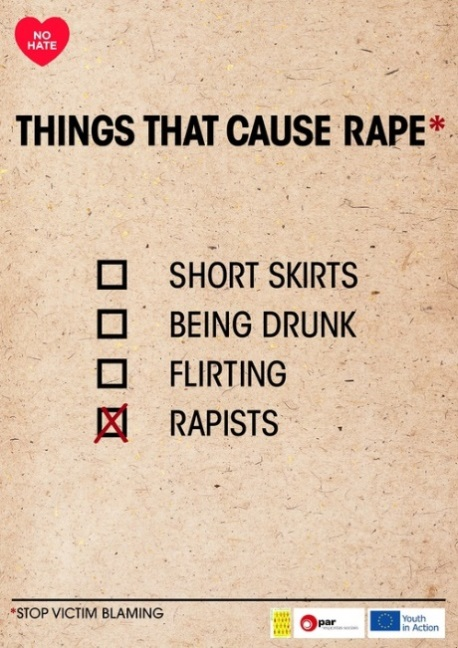 NO
HATE
THINGS THAT CAUSE RAPE*
SHORT SKIRTS
BEING DRUNK
FLIRTING
RAPISTS
*STOP VICTIM BLAMING
par
Youth
in Action